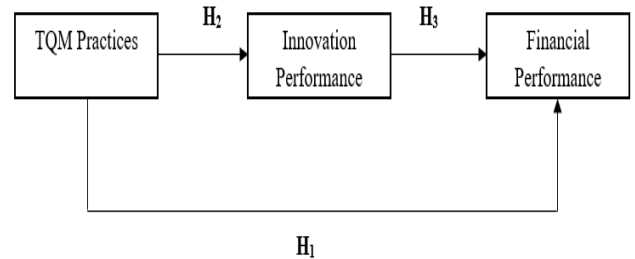 H₂
H₃
TQM Practices
Innovation
Performance
Financial
Performance
H₁